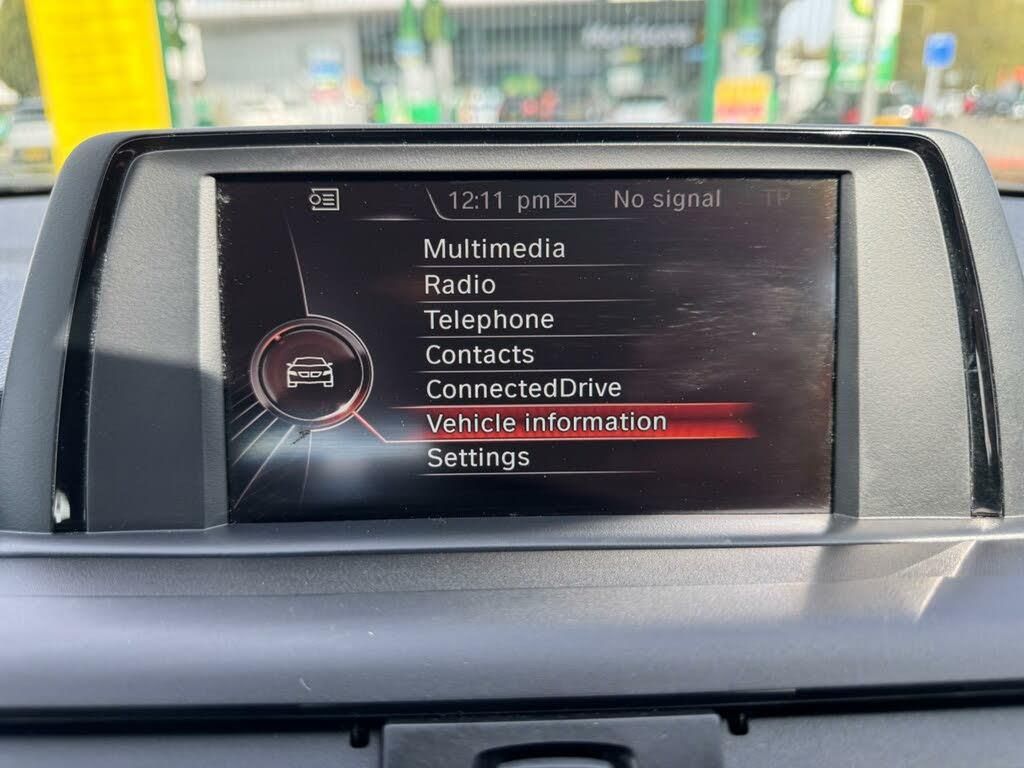 12:11 pm No signal TP
Multimedia
Radio
Telephone
Contacts
ConnectedDrive
Vehicle information
Settings